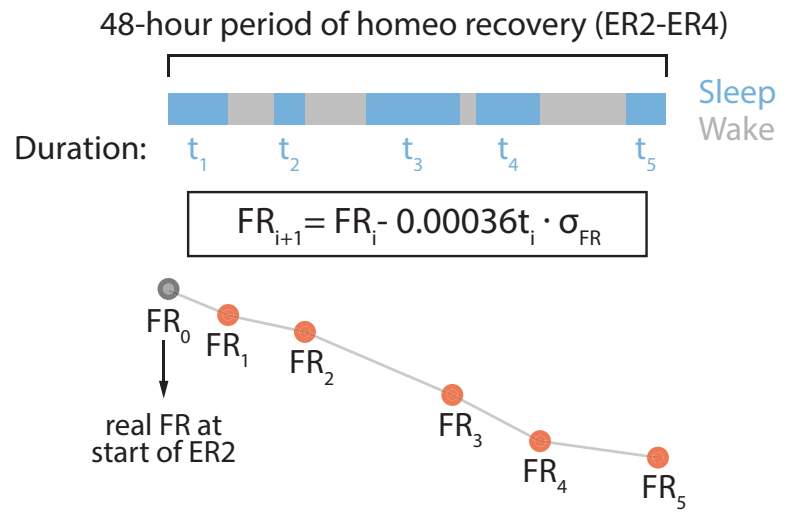 48-hour period of homeo recovery (ER2-ER4)
Sleep
Wake
Duration: t₁ t₂ t₃ t₄ t₅
FRᵢ₊₁= FRᵢ- 0.00036tᵢ · σ_FR
FR₀
FR₁
FR₂
real FR at
start of ER2
FR₃
FR₄
FR₅